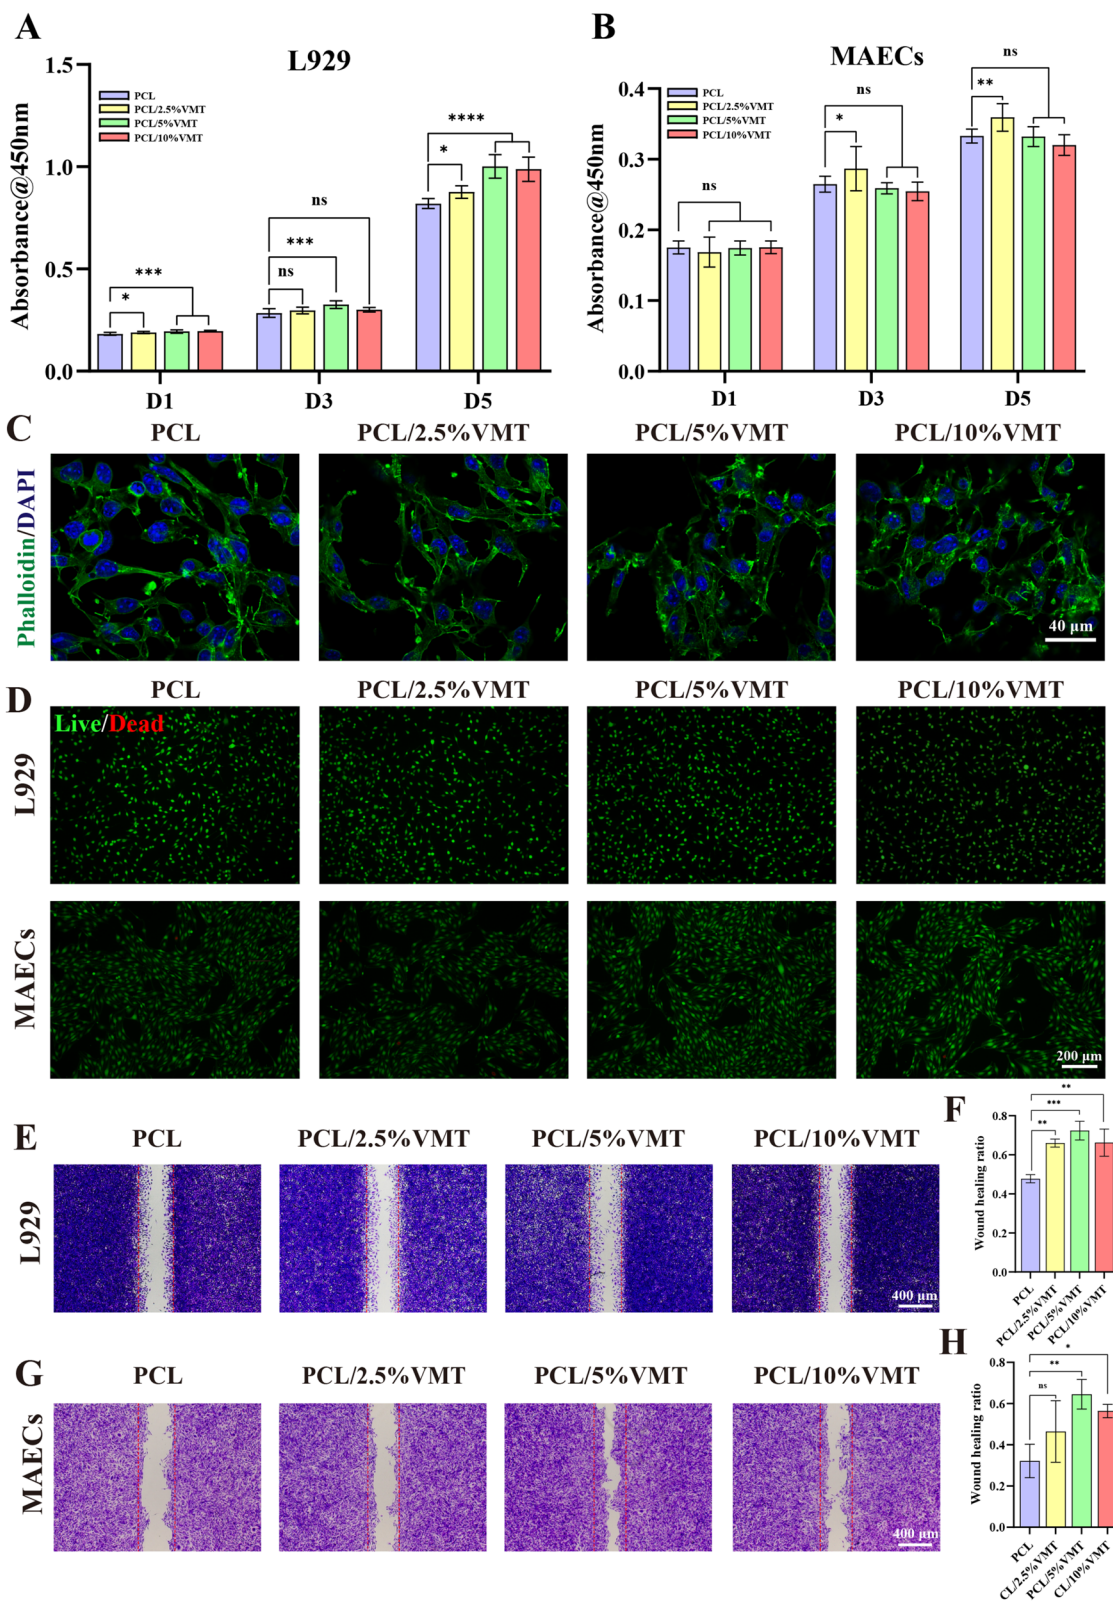 A
B
L929
MAECs
Absorbance@450nm
1.5
1.0
0.5
0.0
PCL
PCL/2.5%VMT
PCL/5%VMT
PCL/10%VMT
*
***
ns
***
ns
*
****
D1
D3
D5
Absorbance@450nm
0.4
0.3
0.2
0.1
0.0
PCL
PCL/2.5%VMT
PCL/5%VMT
PCL/10%VMT
ns
*
ns
**
ns
D1
D3
D5
C
PCL
PCL/2.5%VMT
PCL/5%VMT
PCL/10%VMT
Phalloidin/DAPI
40 μm
D
PCL
PCL/2.5%VMT
PCL/5%VMT
PCL/10%VMT
L929
Live/Dead
MAECs
200 μm
E
PCL
PCL/2.5%VMT
PCL/5%VMT
PCL/10%VMT
L929
400 μm
F
Wound healing ratio
0.8
0.6
0.4
0.2
0.0
**
***
**
PCL
PCL/2.5%VMT
PCL/5%VMT
PCL/10%VMT
G
PCL
PCL/2.5%VMT
PCL/5%VMT
PCL/10%VMT
MAECs
400 μm
H
Wound healing ratio
0.8
0.6
0.4
0.2
0.0
ns
**
*
PCL
CL/2.5%VMT
PCL/5%VMT
CL/10%VMT